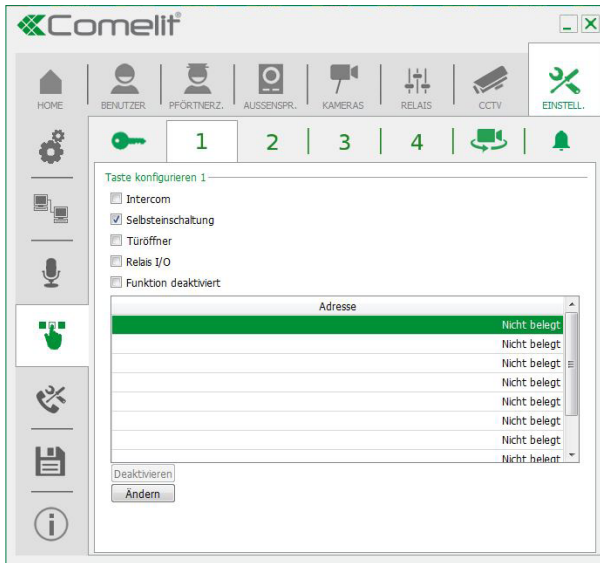 Comelit®
HOME BENUTZER PFÖRTNERZ. AUSSENSPR. KAMERAS RELAIS CCTV EINSTELL.
1 2 3 4
Taste konfigurieren 1
Intercom
Selbsteinschaltung
Türöffner
Relais I/O
Funktion deaktiviert
Adresse
Nicht belegt
Nicht belegt
Nicht belegt
Nicht belegt
Nicht belegt
Nicht belegt
Nicht belegt
Nicht belegt
Deaktivieren
Ändern